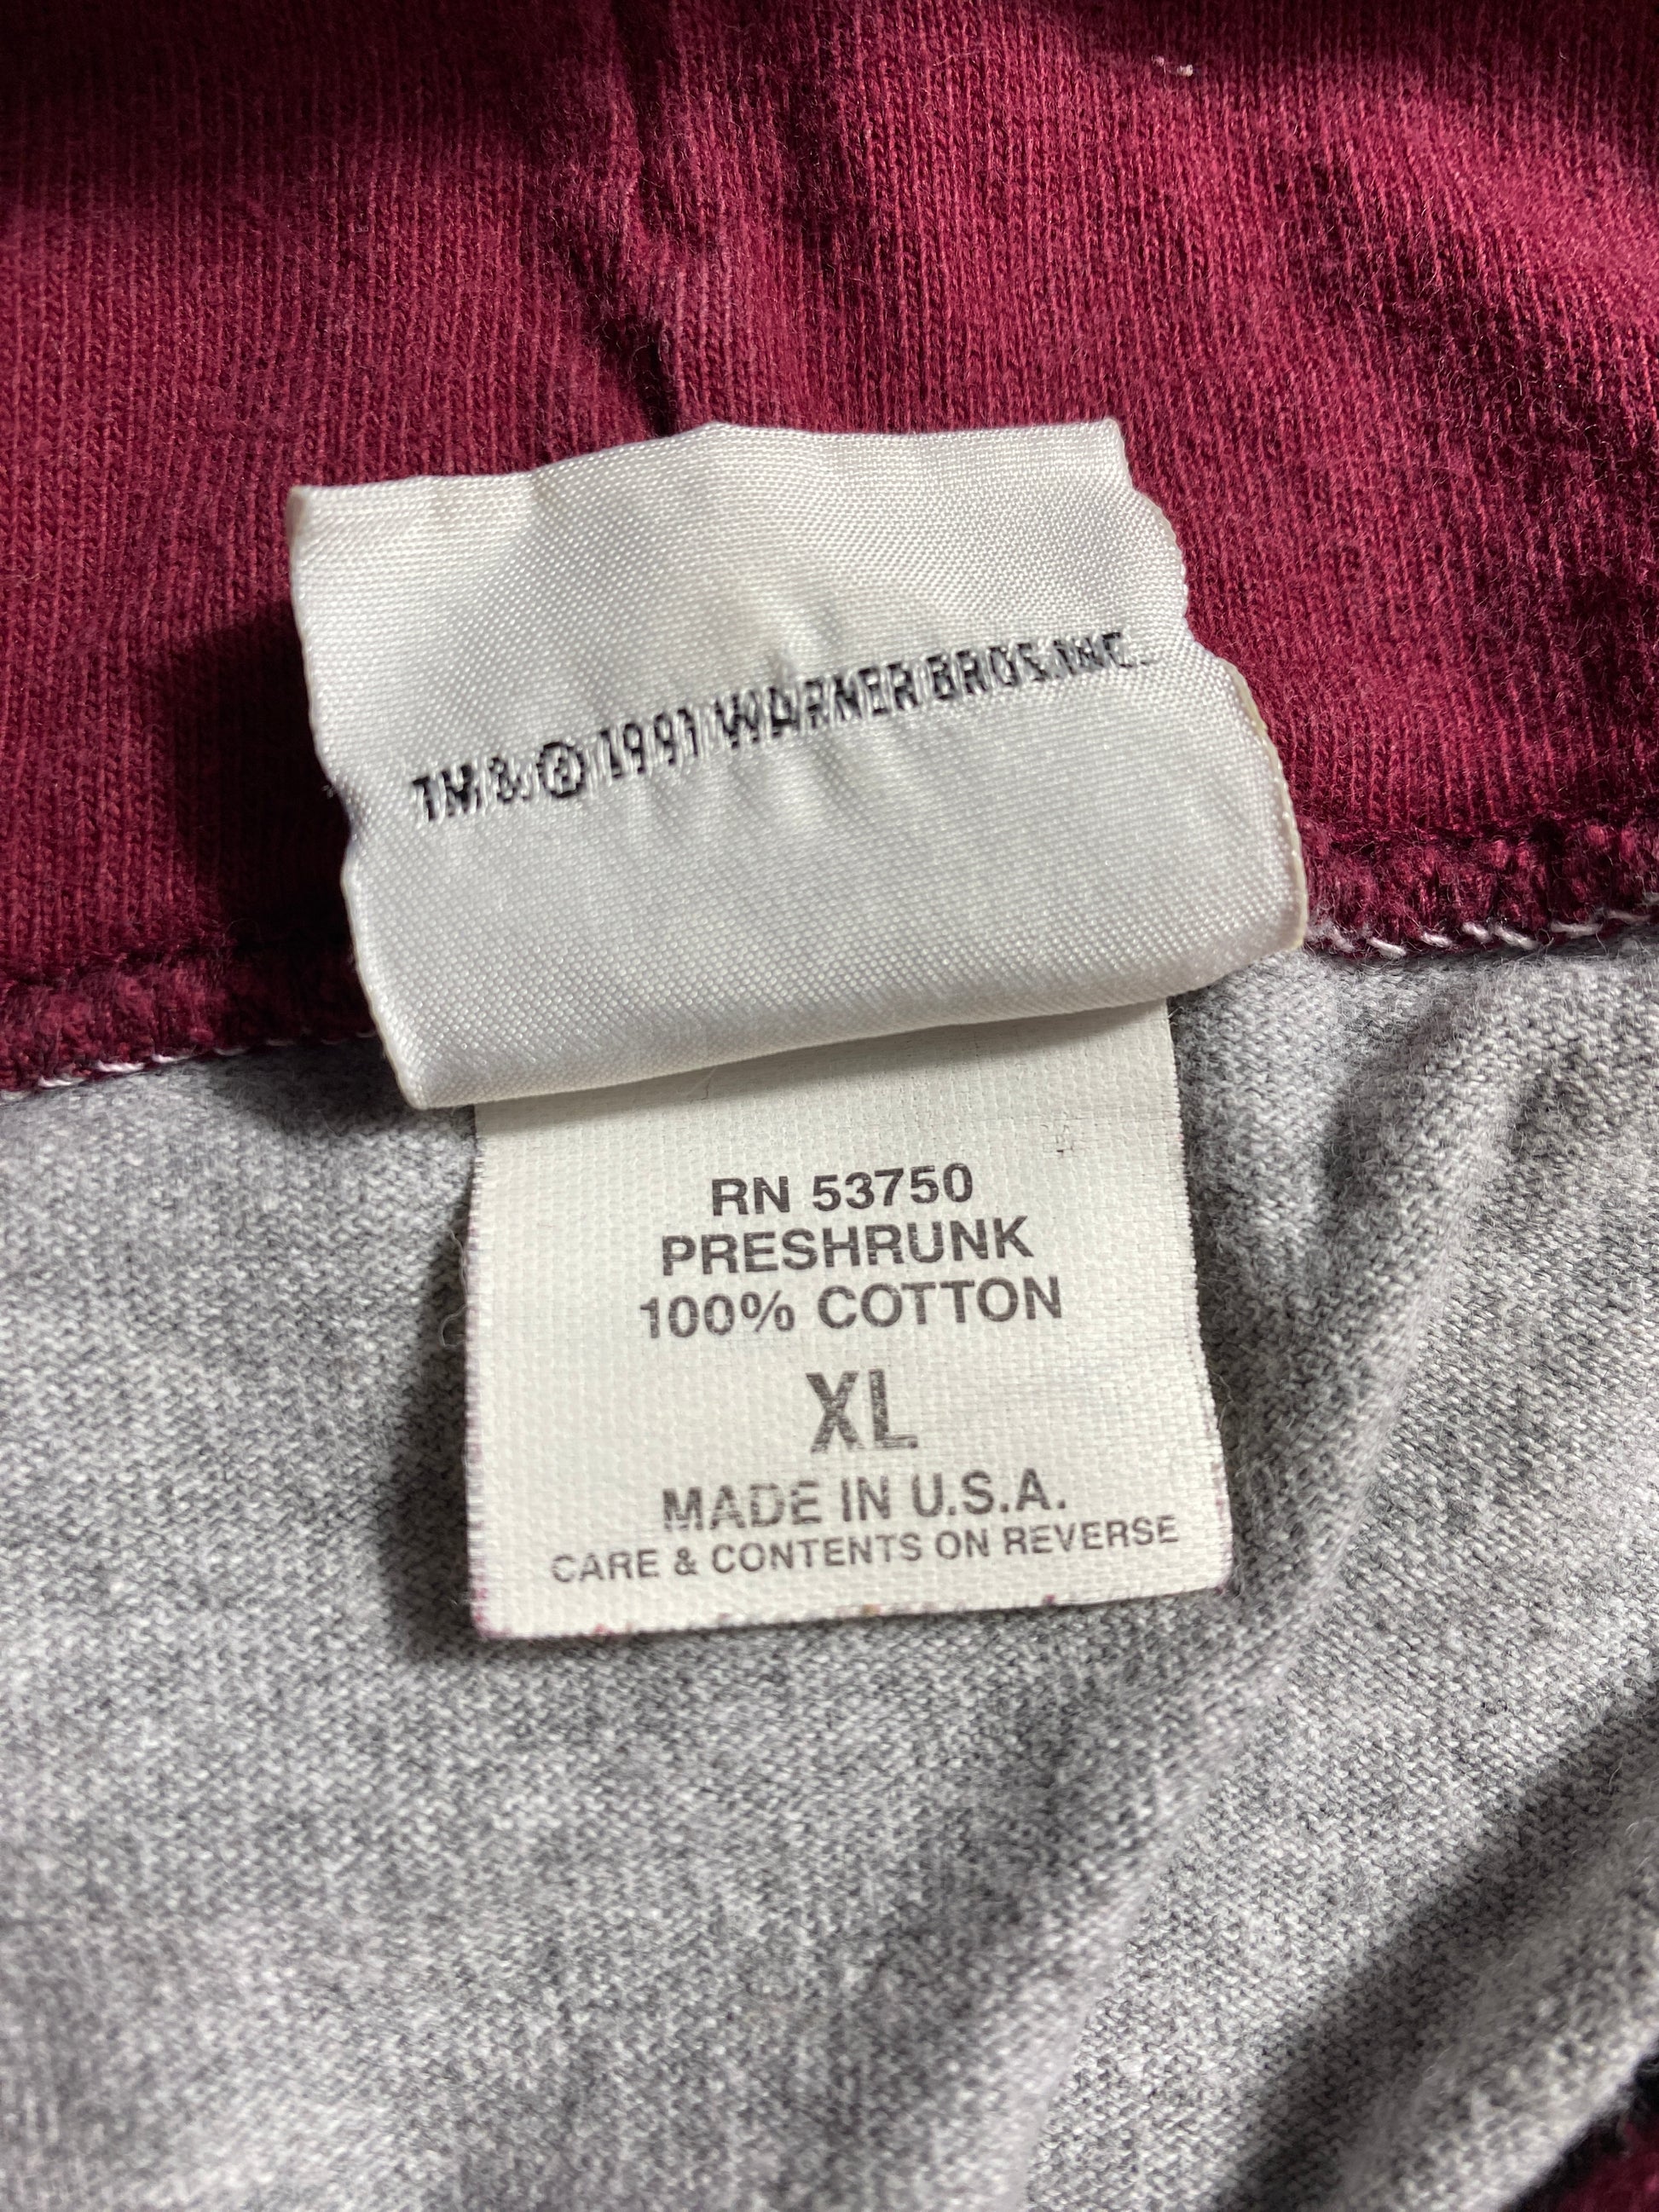 TM & © 1991 WARNER BROS. INC.
RN 53750
PRESHRUNK
100% COTTON
XL
MADE IN U.S.A.
CARE & CONTENTS ON REVERSE